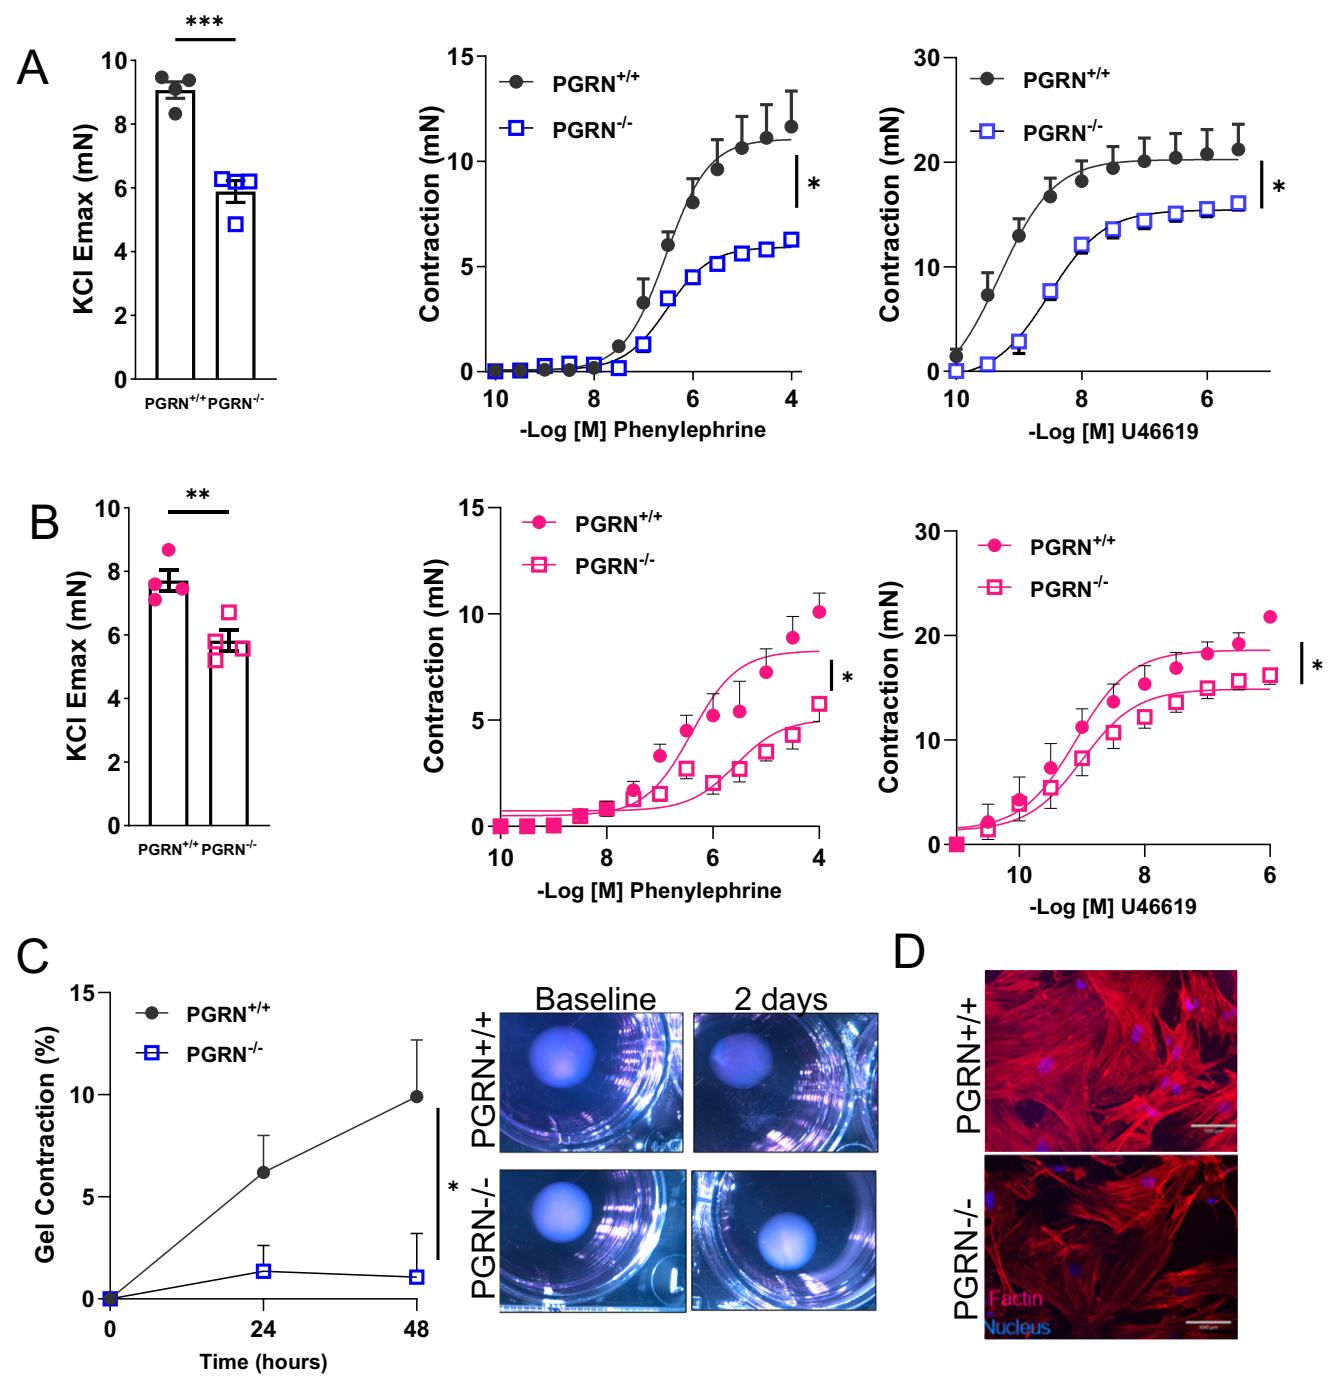 A
***
10
8
6
4
2
0
KCl Emax (mN)
PGRN+/+ PGRN-/-
15
10
5
0
Contraction (mN)
PGRN+/+
PGRN-/-
*
10 8 6 4
-Log [M] Phenylephrine
30
20
10
0
Contraction (mN)
PGRN+/+
PGRN-/-
*
10 8 6
-Log [M] U46619
B
**
10
8
6
4
2
0
KCl Emax (mN)
PGRN+/+ PGRN-/-
15
10
5
0
Contraction (mN)
PGRN+/+
PGRN-/-
*
10 8 6 4
-Log [M] Phenylephrine
30
20
10
0
Contraction (mN)
PGRN+/+
PGRN-/-
*
10 8 6
-Log [M] U46619
C
15
10
5
0
Gel Contraction (%)
PGRN+/+
PGRN-/-
*
0 24 48
Time (hours)
Baseline 2 days
PGRN+/+
PGRN-/-
D
PGRN+/+
PGRN-/-
Factin
Nucleus